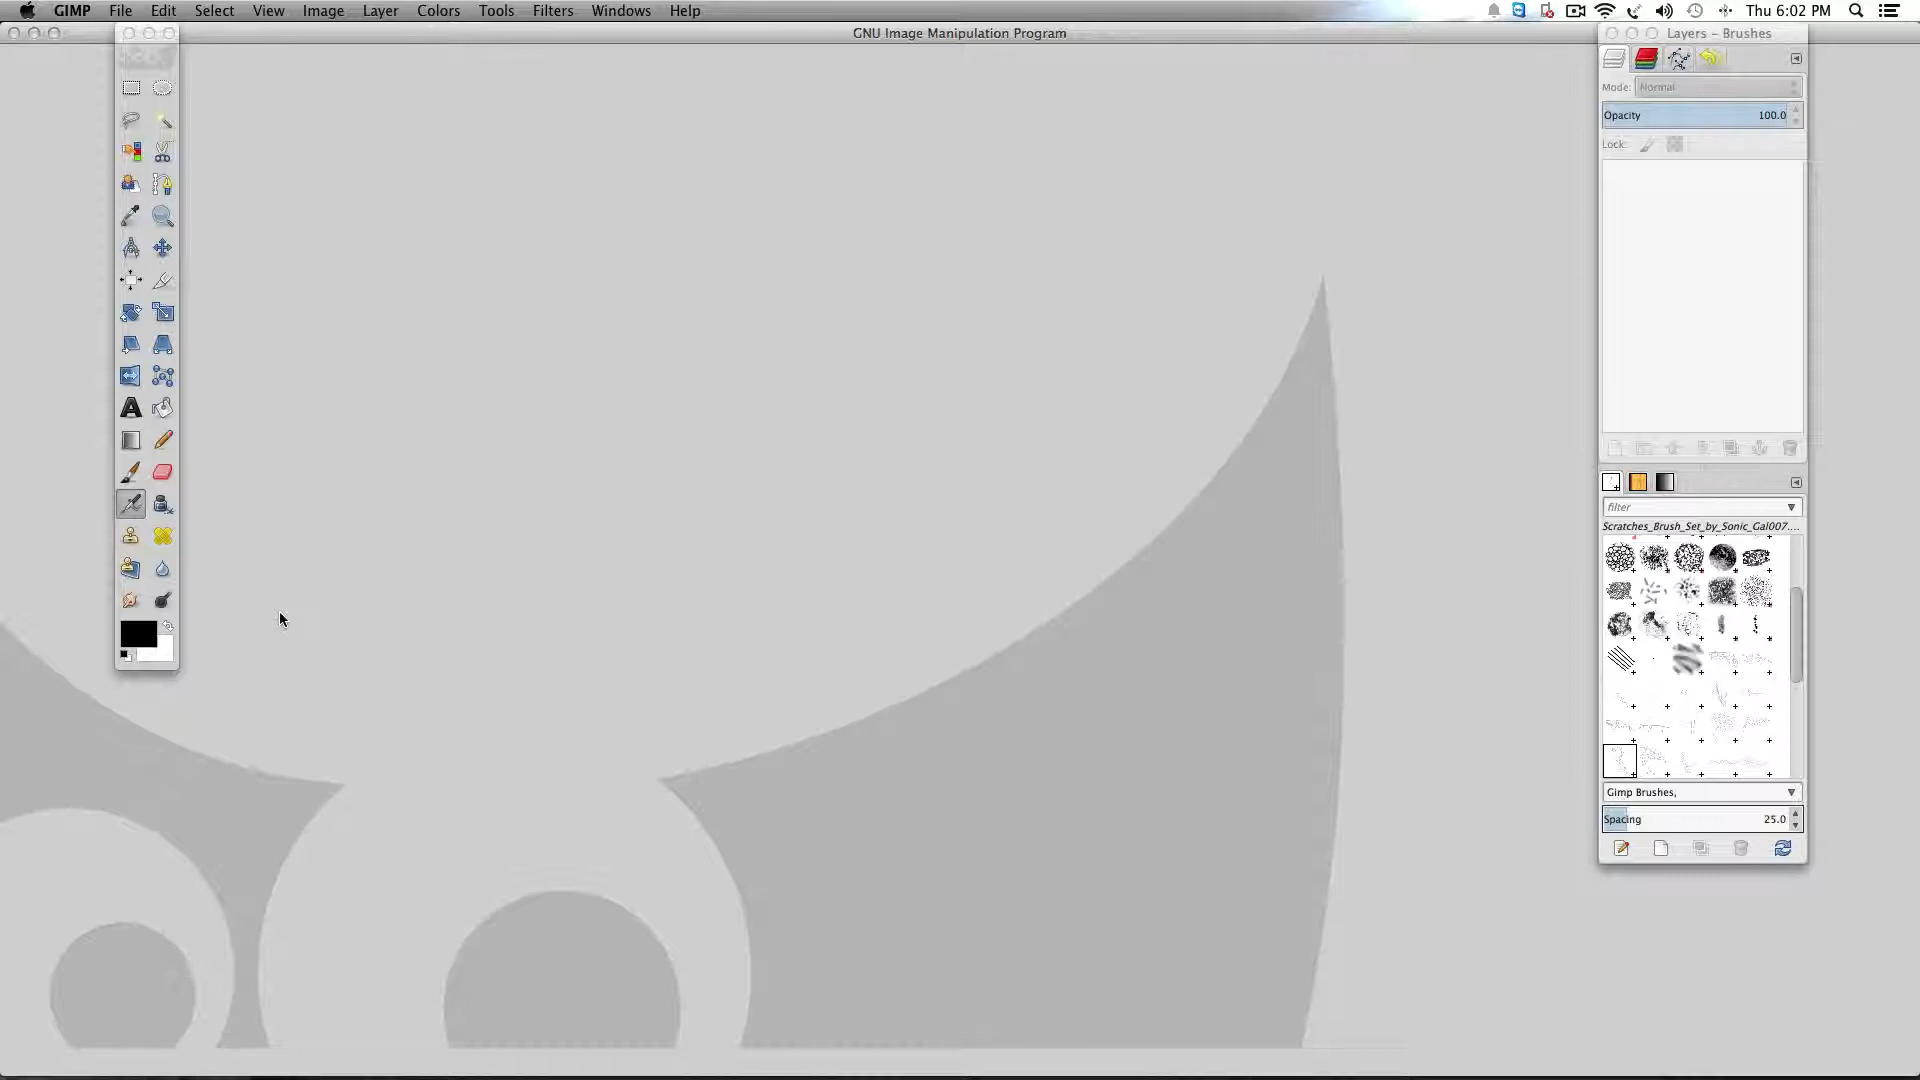 GIMP File Edit Select View Image Layer Colors Tools Filters Windows Help Thu 6:02 PM
GNU Image Manipulation Program
Layers – Brushes
Mode: Normal
Opacity 100.0
Lock:
filter
Scratches_Brush_Set_by_Sonic_Gal007....
Gimp Brushes,
Spacing 25.0